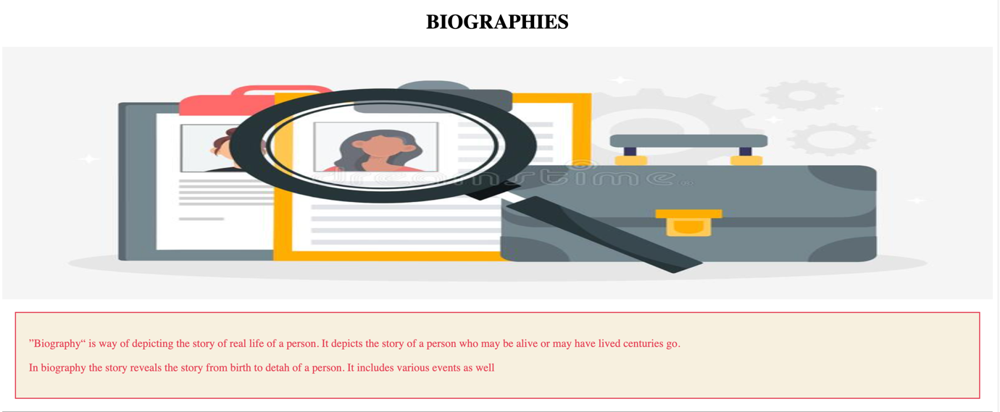 BIOGRAPHIES
dreamstime.
”Biography“ is way of depicting the story of real life of a person. It depicts the story of a person who may be alive or may have lived centuries go.
In biography the story reveals the story from birth to detah of a person. It includes various events as well